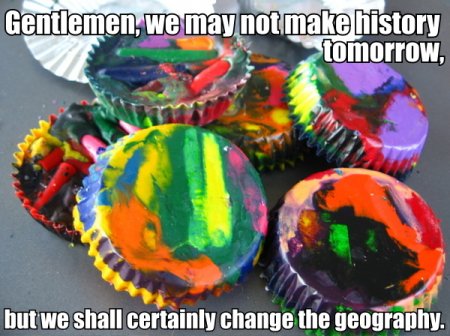 Gentlemen, we may not make history
tomorrow,
but we shall certainly change the geography.